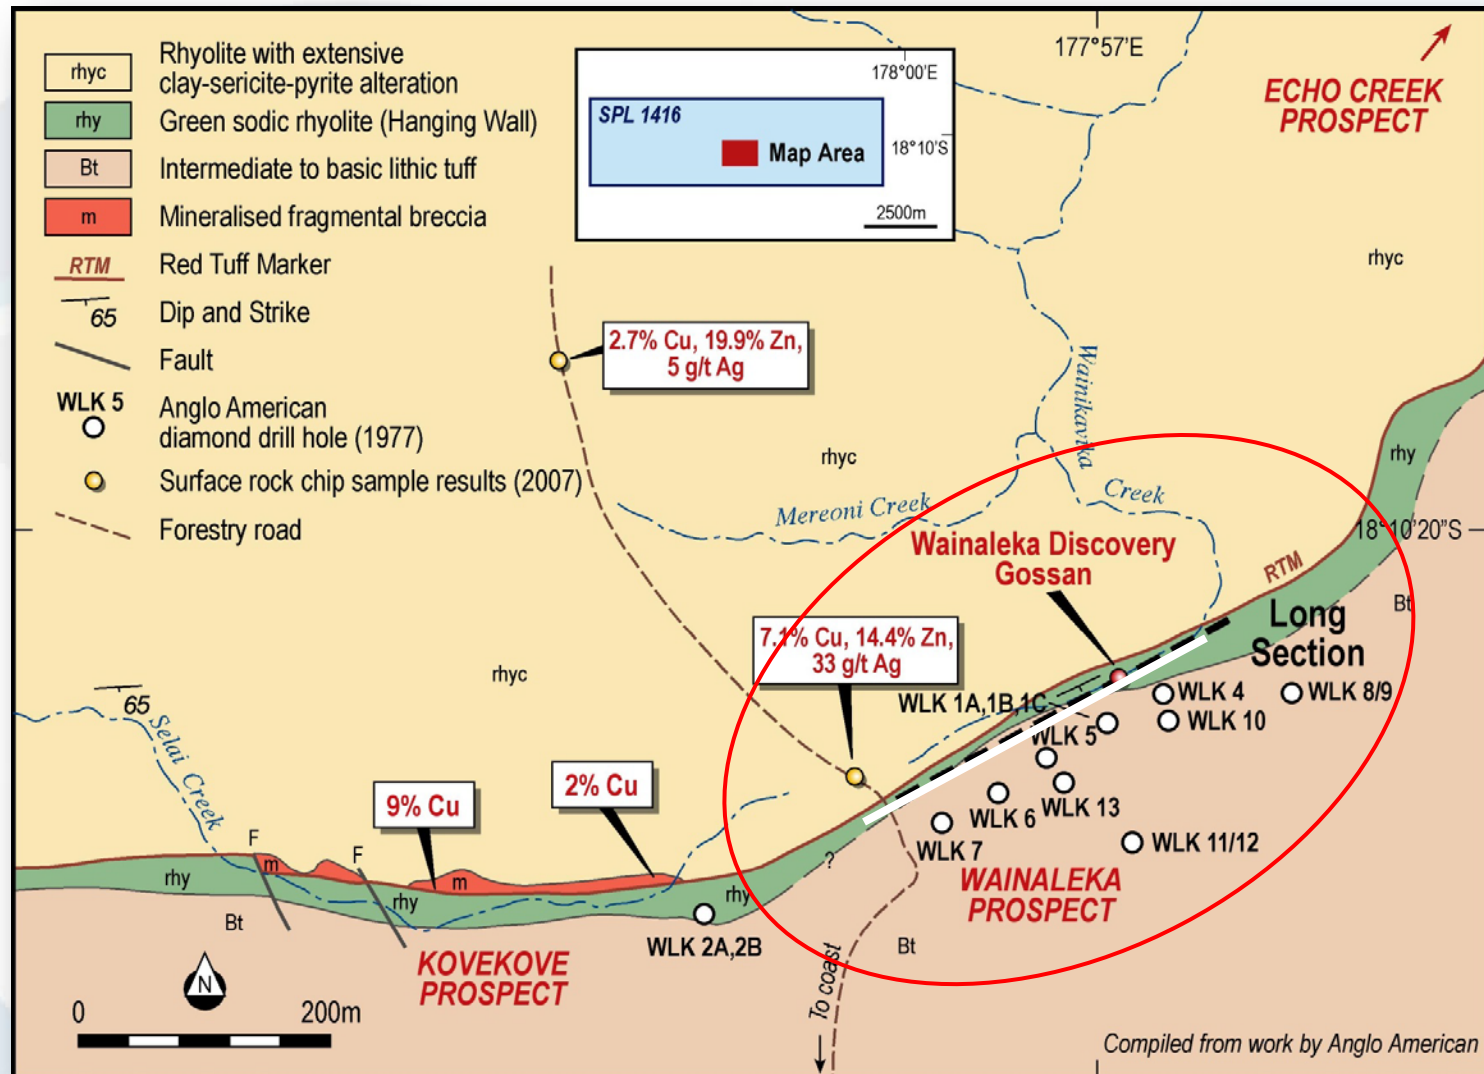 rhyc
Rhyolite with extensive
clay-sericite-pyrite alteration
rhy
Green sodic rhyolite (Hanging Wall)
Bt
Intermediate to basic lithic tuff
m
Mineralised fragmental breccia
RTM
Red Tuff Marker
65
Dip and Strike
Fault
WLK 5
Anglo American
diamond drill hole (1977)
Surface rock chip sample results (2007)
Forestry road
178°00'E
SPL 1416
Map Area
18°10'S
2500m
177°57'E
ECHO CREEK
PROSPECT
rhyc
2.7% Cu, 19.9% Zn,
5 g/t Ag
Wainikavika
Creek
rhyc
Mereoni Creek
rhy
18°10'20"S
Wainaleka Discovery
Gossan
RTM
Bt
Long
Section
7.1% Cu, 14.4% Zn,
33 g/t Ag
rhyc
65
Selai Creek
WLK 1A,1B,1C
WLK 4
WLK 8/9
WLK 10
WLK 5
WLK 13
WLK 6
WLK 7
WLK 11/12
WAINALEKA
PROSPECT
9% Cu
2% Cu
F
m
F
m
rhy
rhy
rhy
?
Bt
WLK 2A,2B
Bt
KOVEKOVE
PROSPECT
To coast
N
0
200m
Compiled from work by Anglo American